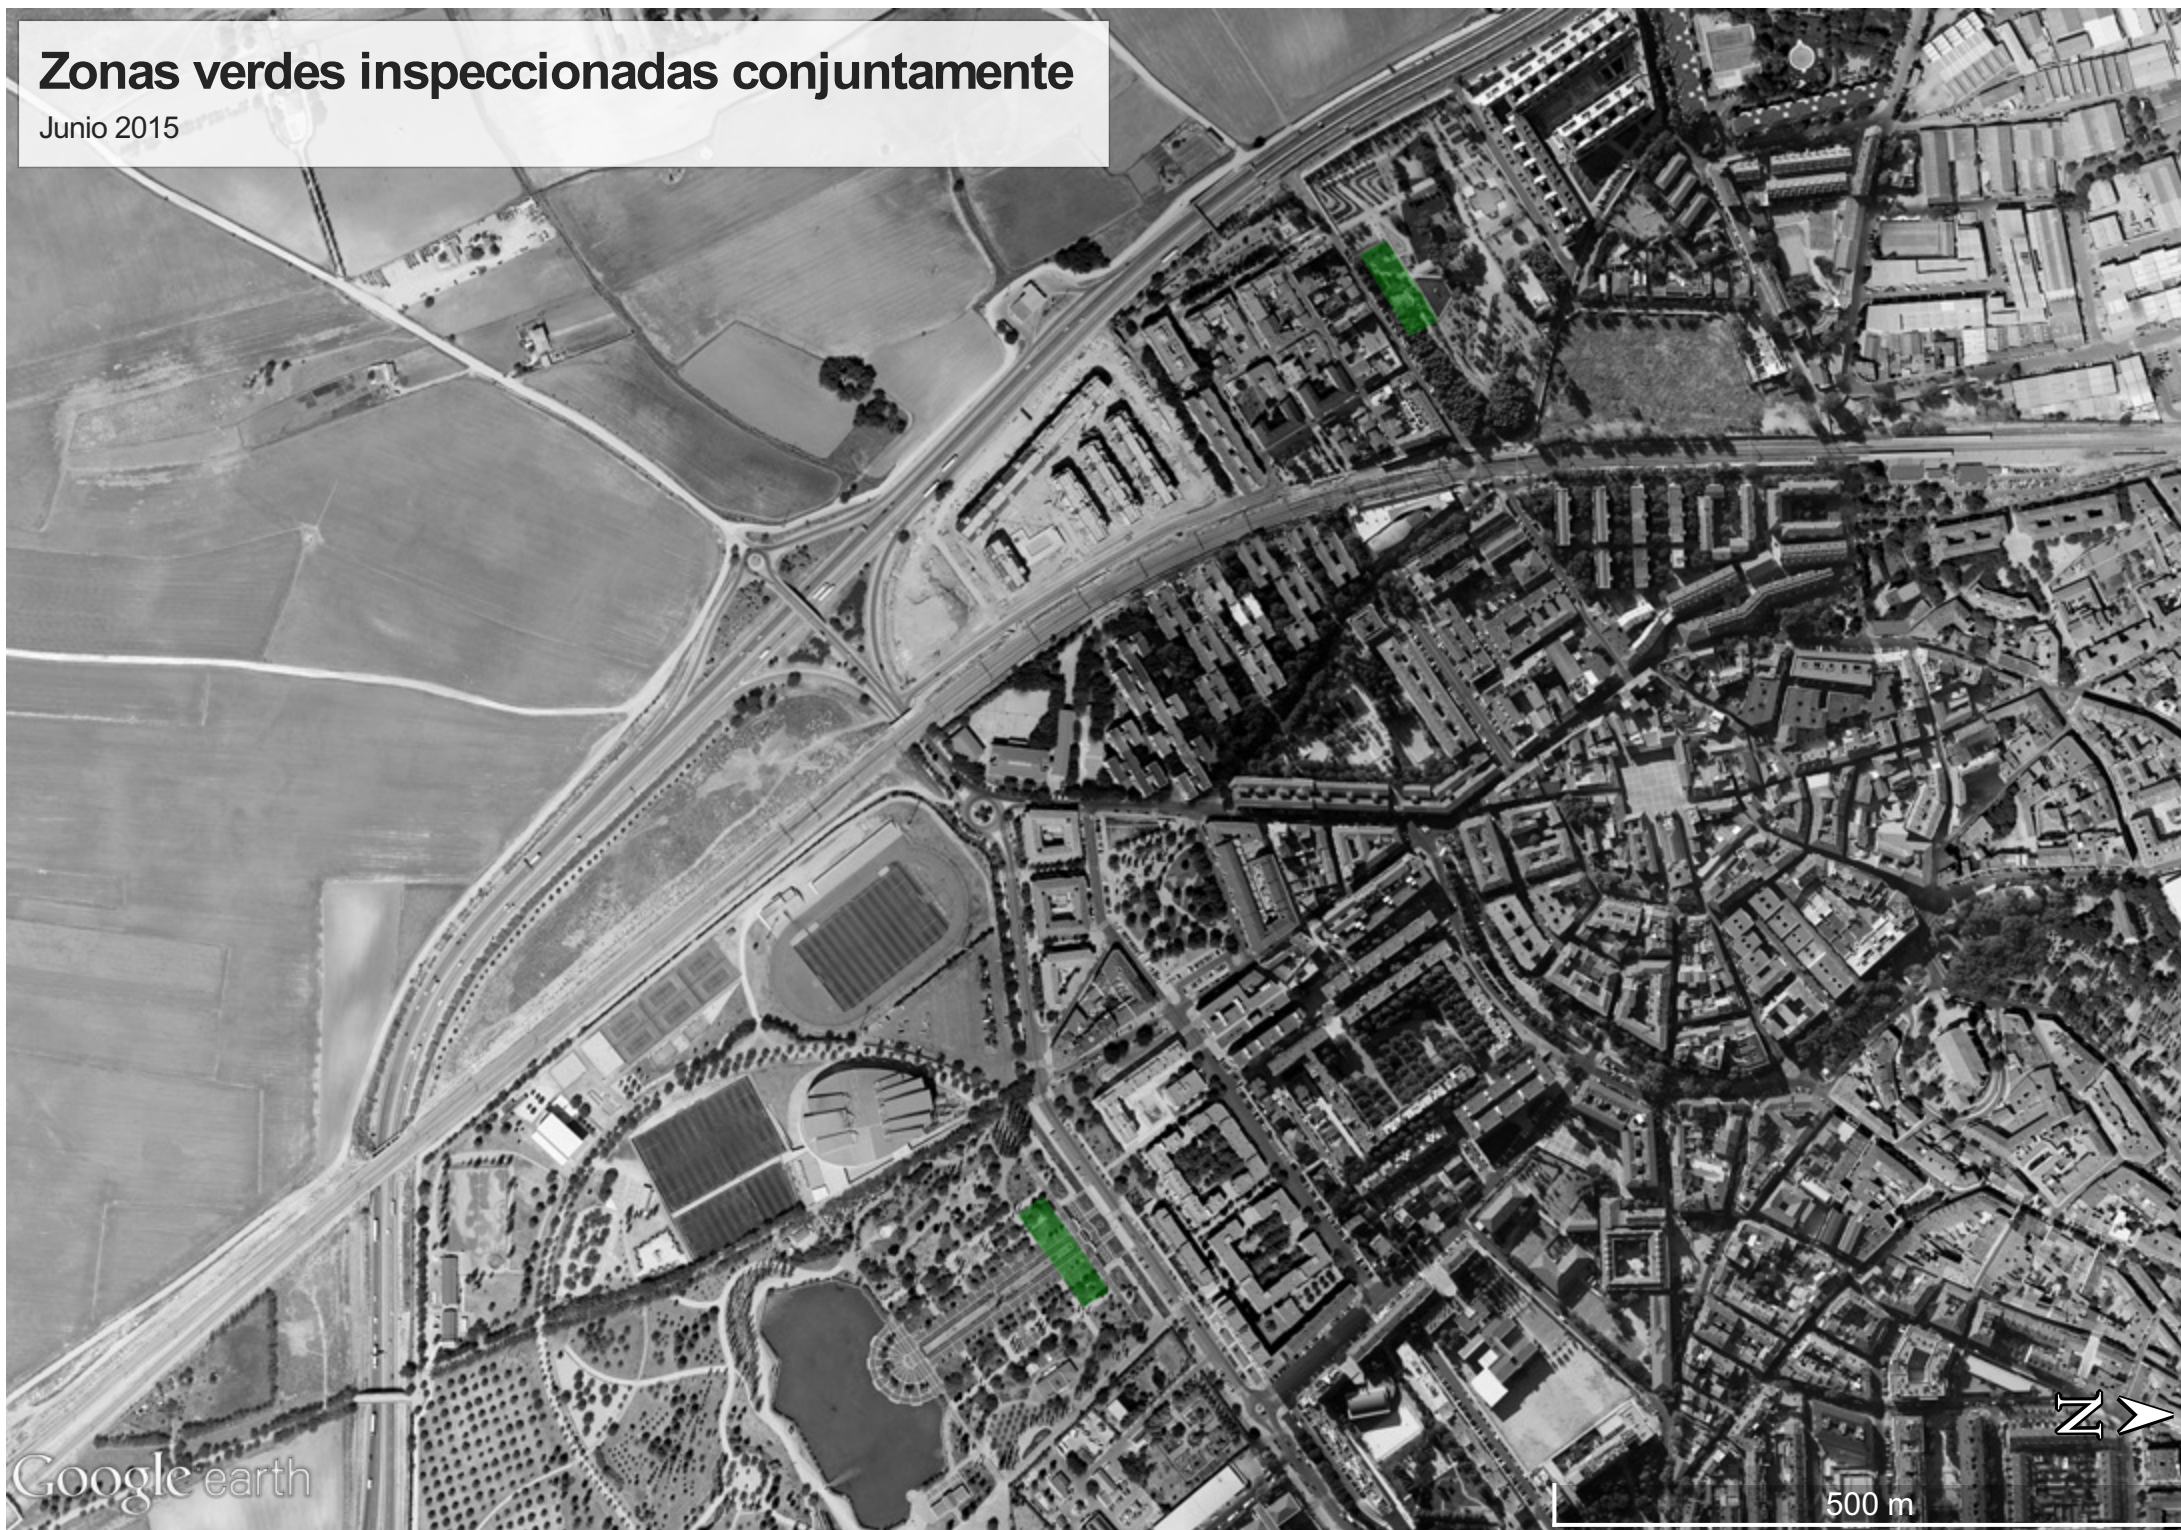 Zonas verdes inspeccionadas conjuntamente
Junio 2015
N
Google earth
500 m